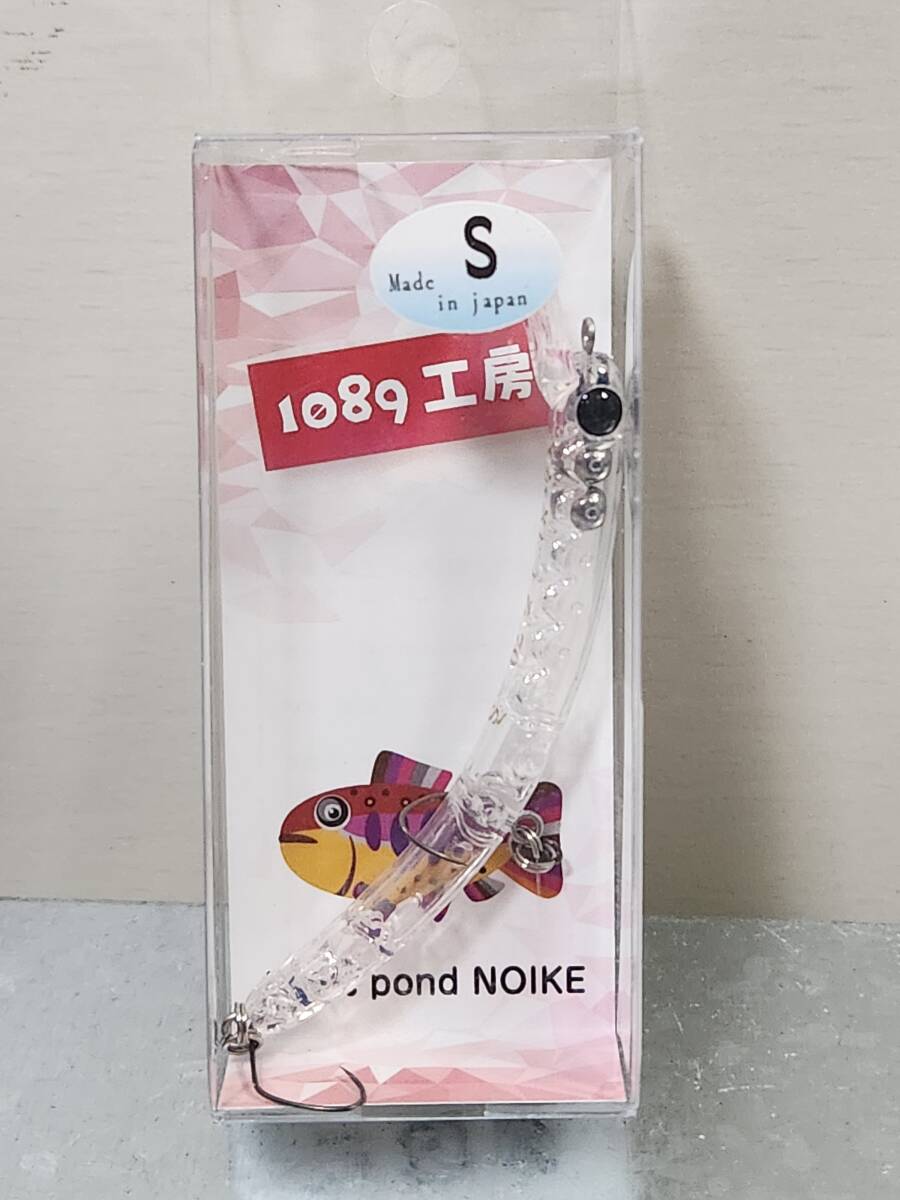 S
Made
in japan
1089 工房
pond NOIKE